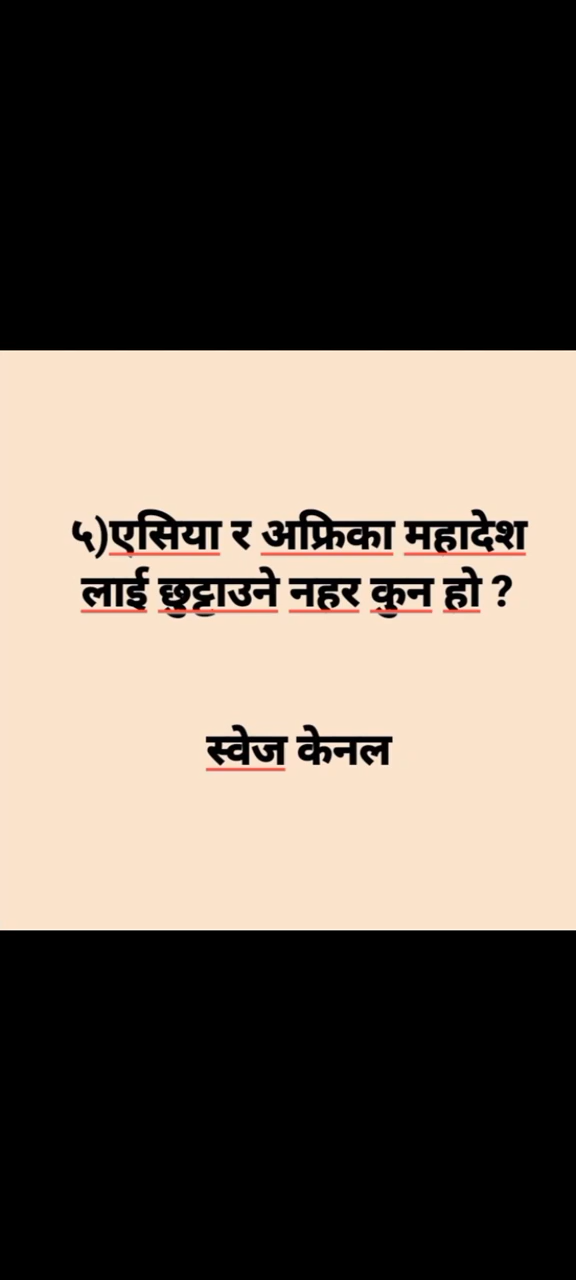 ५)एसिया र अफ्रिका महादेश
लाई छुट्टाउने नहर कुन हो ?
स्वेज केनल